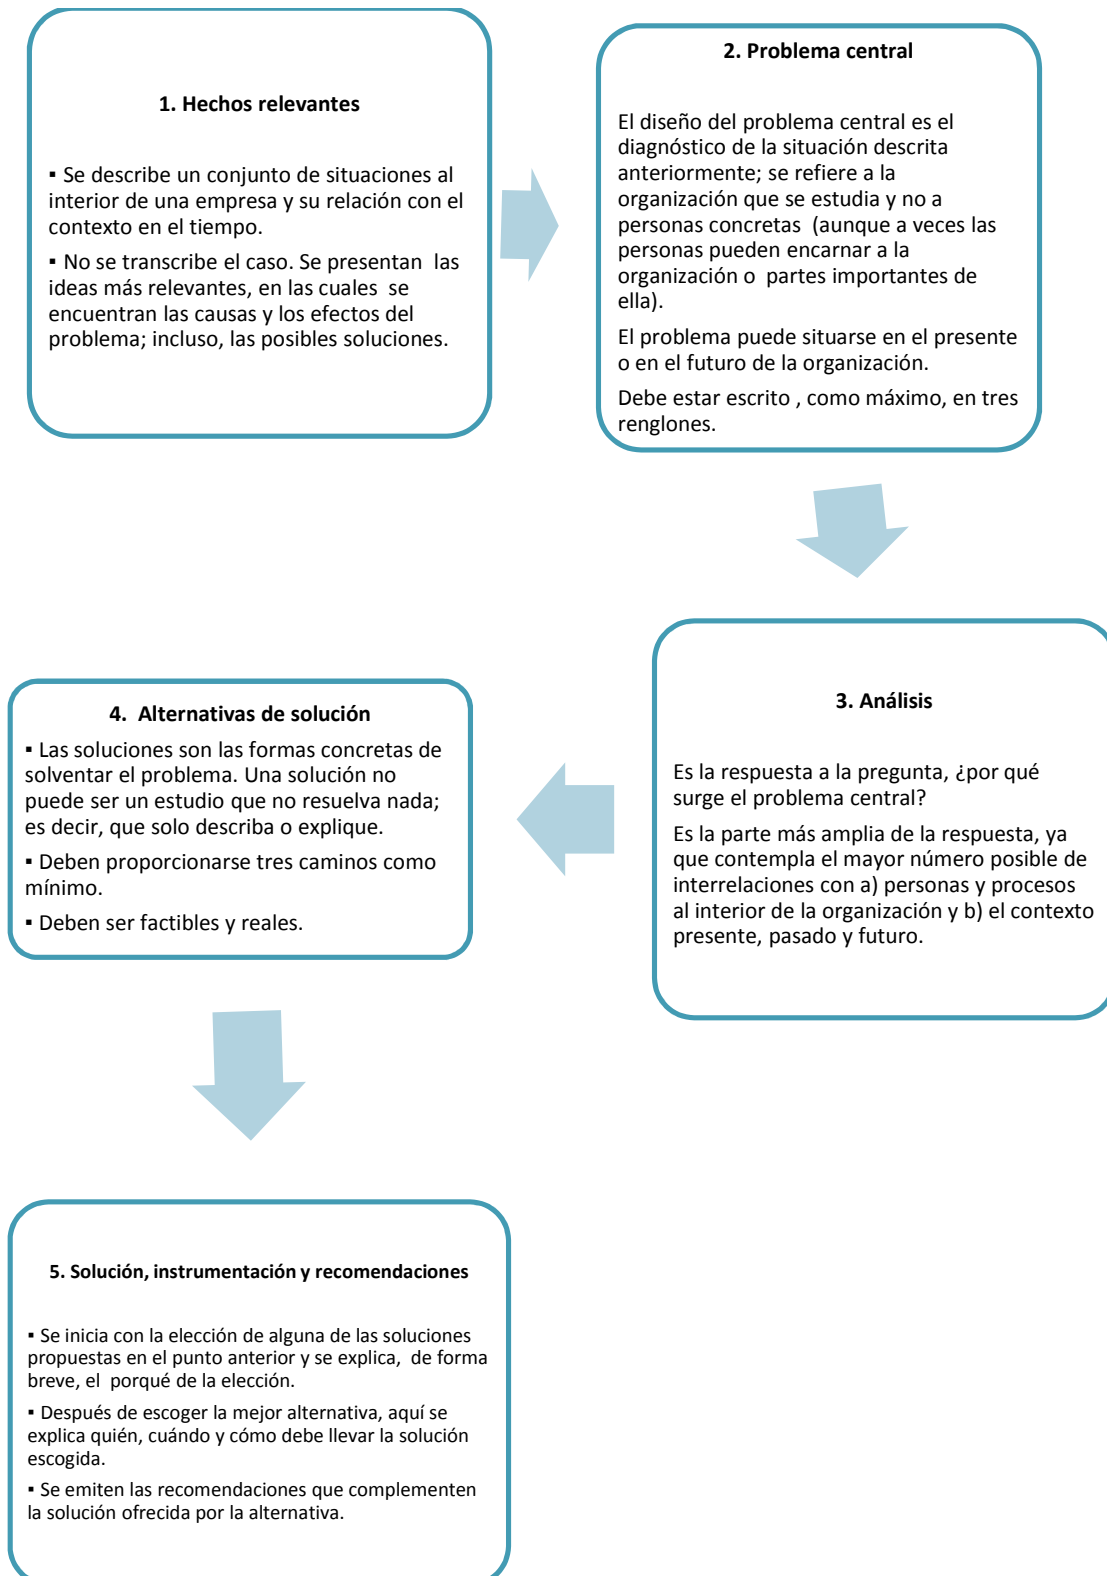 1. Hechos relevantes
▪ Se describe un conjunto de situaciones al
interior de una empresa y su relación con el
contexto en el tiempo.
▪ No se transcribe el caso. Se presentan las
ideas más relevantes, en las cuales se
encuentran las causas y los efectos del
problema; incluso, las posibles soluciones.
2. Problema central
El diseño del problema central es el
diagnóstico de la situación descrita
anteriormente; se refiere a la
organización que se estudia y no a
personas concretas (aunque a veces las
personas pueden encarnar a la
organización o partes importantes de
ella).
El problema puede situarse en el presente
o en el futuro de la organización.
Debe estar escrito , como máximo, en tres
renglones.
3. Análisis
Es la respuesta a la pregunta, ¿por qué
surge el problema central?
Es la parte más amplia de la respuesta, ya
que contempla el mayor número posible de
interrelaciones con a) personas y procesos
al interior de la organización y b) el contexto
presente, pasado y futuro.
4. Alternativas de solución
▪ Las soluciones son las formas concretas de
solventar el problema. Una solución no
puede ser un estudio que no resuelva nada;
es decir, que solo describa o explique.
▪ Deben proporcionarse tres caminos como
mínimo.
▪ Deben ser factibles y reales.
5. Solución, instrumentación y recomendaciones
▪ Se inicia con la elección de alguna de las soluciones
propuestas en el punto anterior y se explica, de forma
breve, el porqué de la elección.
▪ Después de escoger la mejor alternativa, aquí se
explica quién, cuándo y cómo debe llevar la solución
escogida.
▪ Se emiten las recomendaciones que complementen
la solución ofrecida por la alternativa.